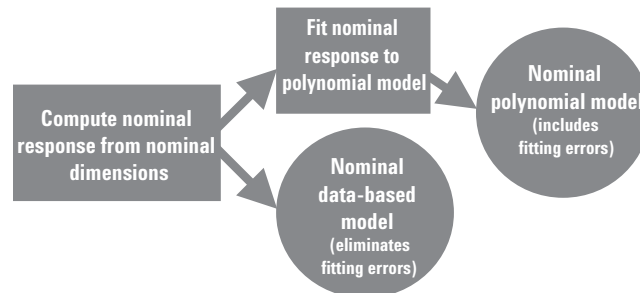 Fit nominal
response to
polynomial model
Nominal
polynomial model
(includes
fitting errors)
Compute nominal
response from nominal
dimensions
Nominal
data-based
model
(eliminates
fitting errors)